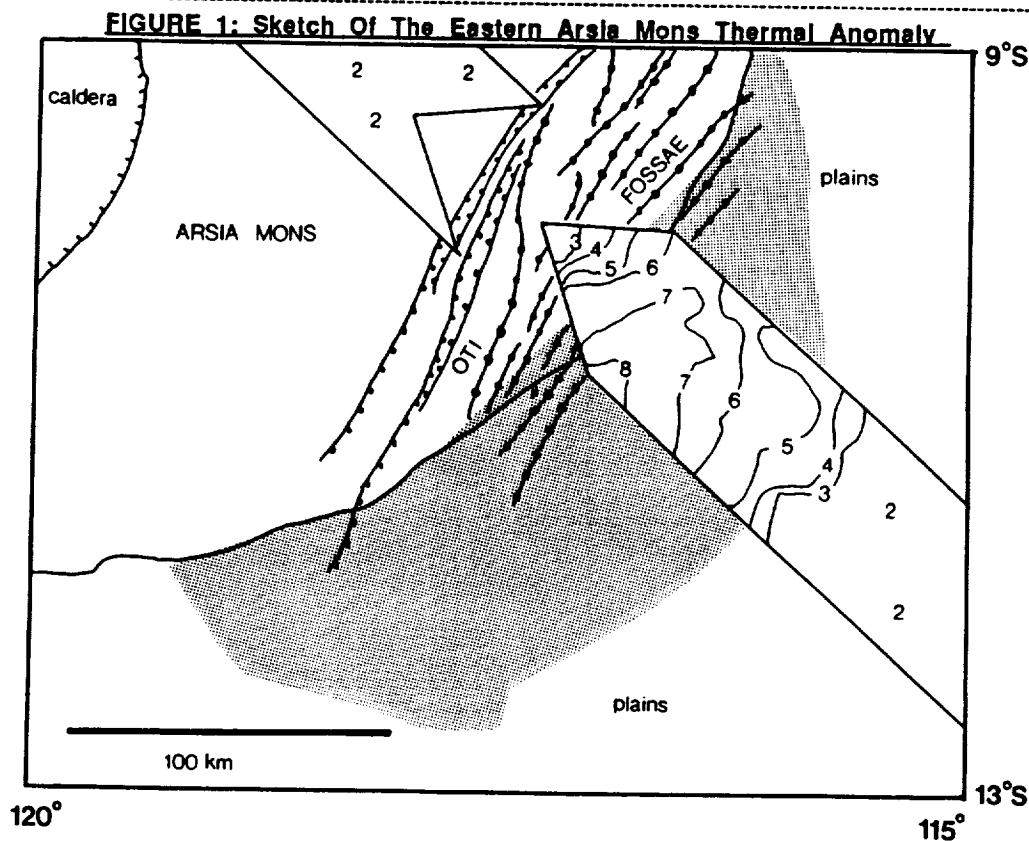 FIGURE 1: Sketch Of The Eastern Arsia Mons Thermal Anomaly
9°S
caldera
2
2
2
plains
FOSSAE
ARSIA MONS
3
4
5
6
7
OTI
8
7
6
5
4
3
2
2
plains
100 km
13°S
120°
115°